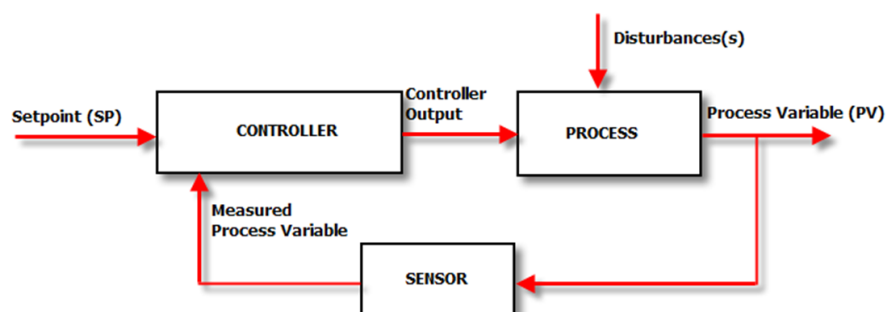 Disturbances(s)
Setpoint (SP)
CONTROLLER
Controller
Output
PROCESS
Process Variable (PV)
Measured
Process Variable
SENSOR